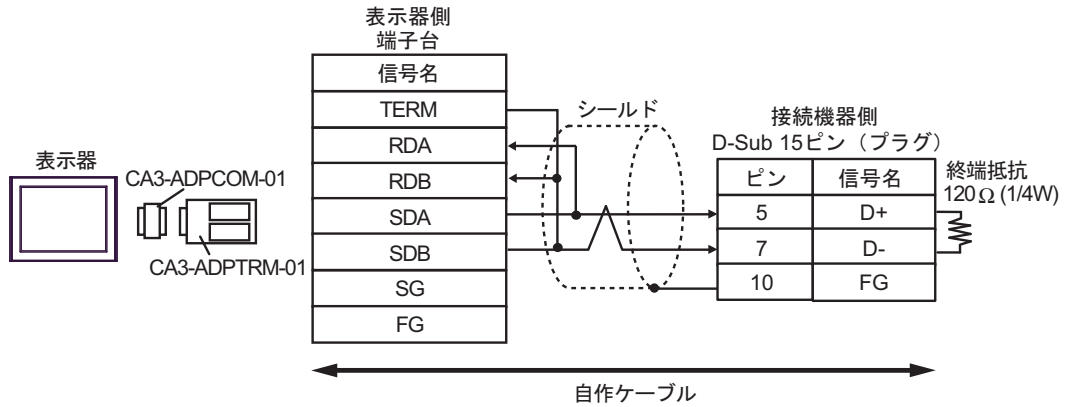 表示器側
端子台
信号名
TERM
RDA
RDB
SDA
SDB
SG
FG
シールド
接続機器側
D-Sub 15ピン（プラグ）
ピン 信号名
5 D+
7 D-
10 FG
終端抵抗
120Ω(1/4W)
表示器
CA3-ADPCOM-01
CA3-ADPTRM-01
自作ケーブル